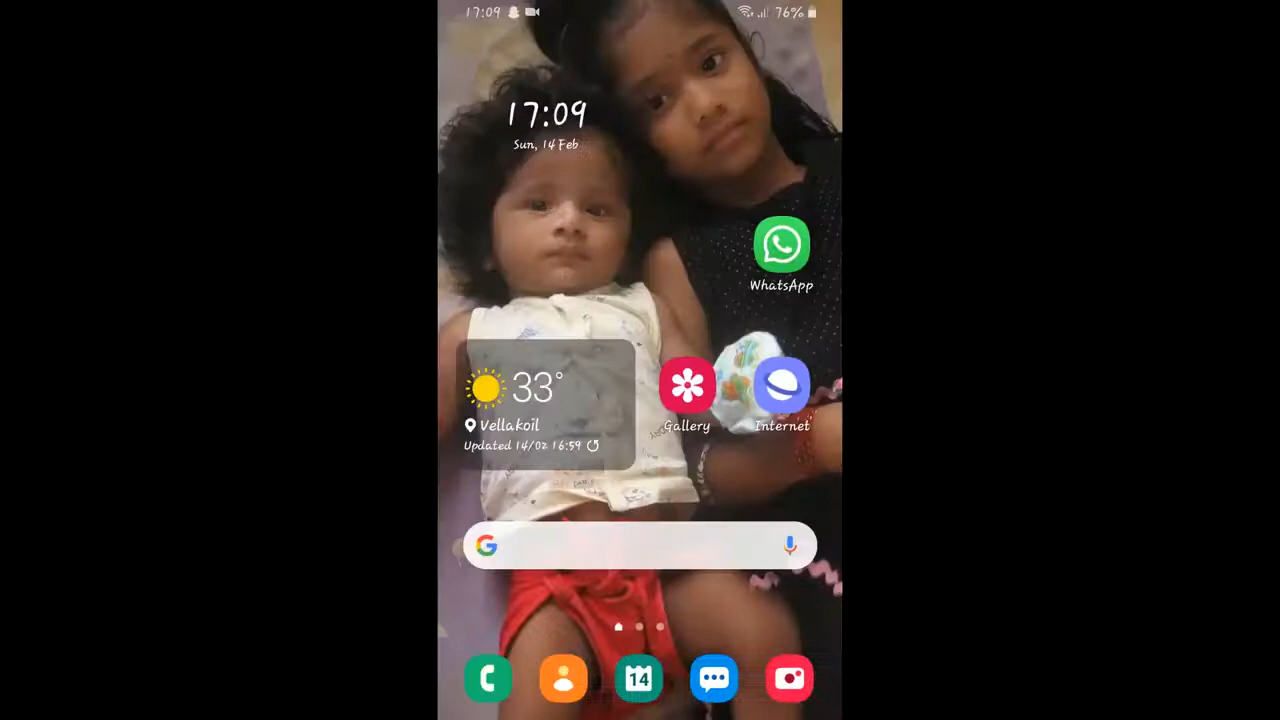 17:09
76%
17:09
Sun, 14 Feb
WhatsApp
33°
Vellakoil
Updated 14/02 16:59
Gallery
Internet
14